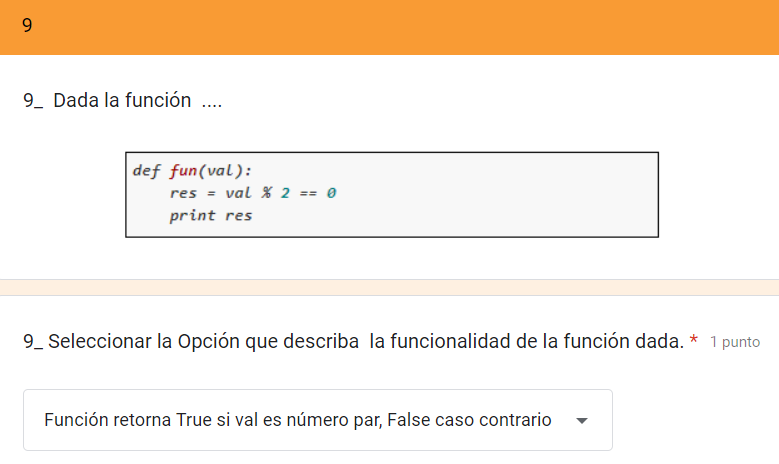 9
9_ Dada la función ....
def fun(val):
res = val % 2 == 0
print res
9_ Seleccionar la Opción que describa la funcionalidad de la función dada. * 1 punto
Función retorna True si val es número par, False caso contrario